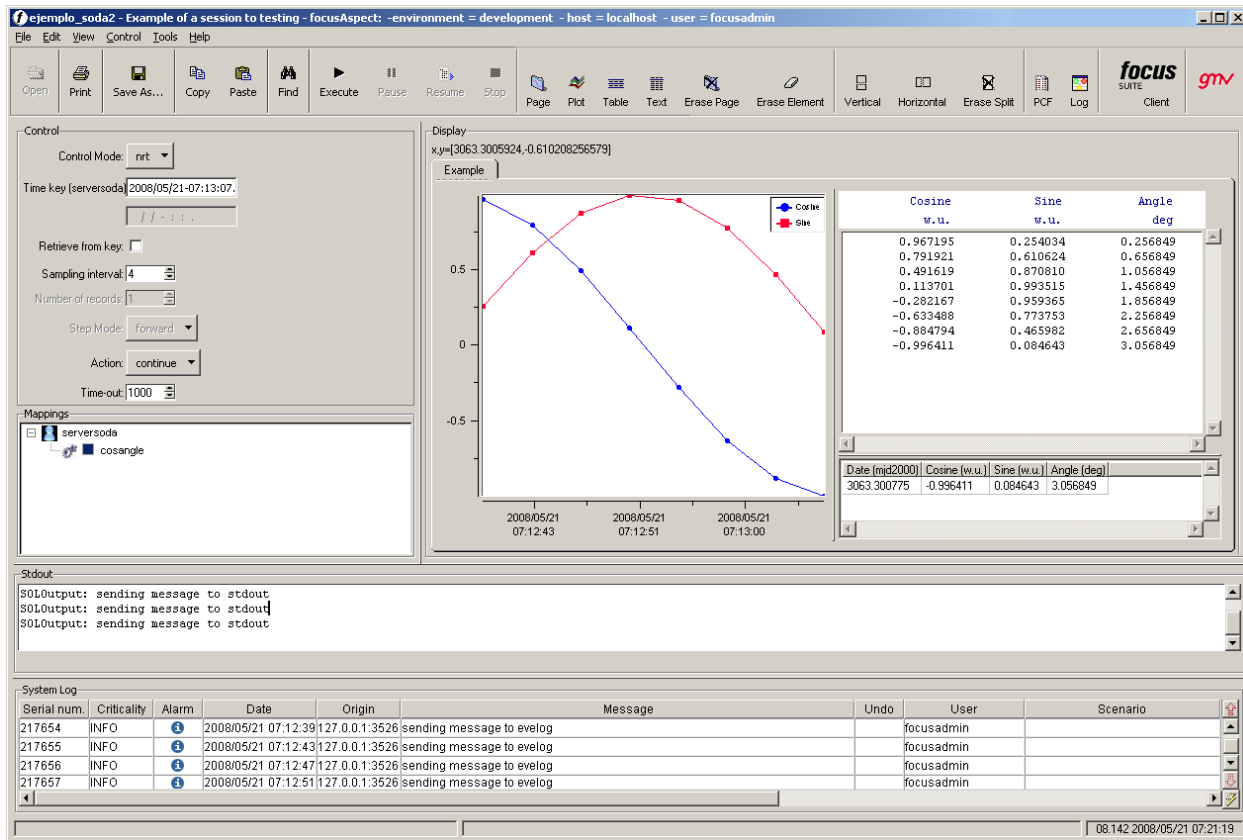 ejemplo_soda2 - Example of a session to testing - focusAspect: -environment = development - host = localhost - user = focusadmin
File Edit View Control Tools Help
Open Print Save As... Copy Paste Find Execute Pause Resume Stop Page Plot Table Text Erase Page Erase Element Vertical Horizontal Erase Split PCF Log
focus
SUITE
Client
gmv
Control
Control Mode: nrt
Time key (serversoda) 2008/05/21-07:13:07.
/ / - : : .
Retrieve from key:
Sampling interval: 4
Number of records: 1
Step Mode: forward
Action: continue
Time-out: 1000
Mappings
serversoda
cosangle
Display
x,y=[3063.3005924,-0.610208256579]
Example
Cosine
Sine
0.5
0
-0.5
2008/05/21 2008/05/21 2008/05/21
07:12:43 07:12:51 07:13:00
Cosine Sine Angle
w.u. w.u. deg
0.967195 0.254034 0.256849
0.791921 0.610624 0.656849
0.491619 0.870810 1.056849
0.113701 0.993515 1.456849
-0.282167 0.959365 1.856849
-0.633488 0.773753 2.256849
-0.884794 0.465982 2.656849
-0.996411 0.084643 3.056849
Date (mjd2000) Cosine (w.u.) Sine (w.u.) Angle (deg)
3063.300775 -0.996411 0.084643 3.056849
Stdout
SOLOutput: sending message to stdout
SOLOutput: sending message to stdout
SOLOutput: sending message to stdout
System Log
Serial num. Criticality Alarm Date Origin Message Undo User Scenario
217654 INFO 2008/05/21 07:12:39 127.0.0.1:3526 sending message to evelog focusadmin
217655 INFO 2008/05/21 07:12:43 127.0.0.1:3526 sending message to evelog focusadmin
217656 INFO 2008/05/21 07:12:47 127.0.0.1:3526 sending message to evelog focusadmin
217657 INFO 2008/05/21 07:12:51 127.0.0.1:3526 sending message to evelog focusadmin
08.142 2008/05/21 07:21:19